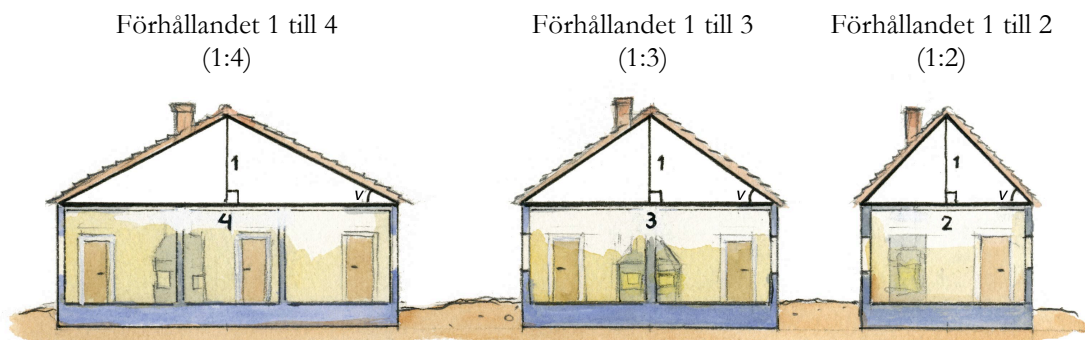 Förhållandet 1 till 4
(1:4)
1
v
4
Förhållandet 1 till 3
(1:3)
1
v
3
Förhållandet 1 till 2
(1:2)
1
v
2